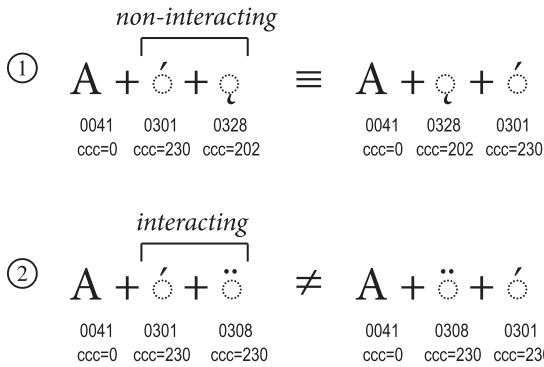 non-interacting
① A + ◌́ + ◌̨ ≡ A + ◌̨ + ◌́
0041 0301 0328 0041 0328 0301
ccc=0 ccc=230 ccc=202 ccc=0 ccc=202 ccc=230
interacting
② A + ◌́ + ◌̈ ≠ A + ◌̈ + ◌́
0041 0301 0308 0041 0308 0301
ccc=0 ccc=230 ccc=230 ccc=0 ccc=230 ccc=230